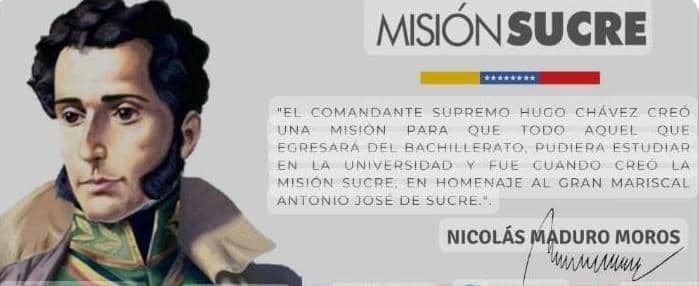 MISIÓN SUCRE
"EL COMANDANTE SUPREMO HUGO CHÁVEZ CREÓ
UNA MISIÓN PARA QUE TODO AQUEL QUE
EGRESARÁ DEL BACHILLERATO, PUDIERA ESTUDIAR
EN LA UNIVERSIDAD Y FUE CUANDO CREÓ LA
MISIÓN SUCRE, EN HOMENAJE AL GRAN MARISCAL
ANTONIO JOSÉ DE SUCRE.".
NICOLÁS MADURO MOROS